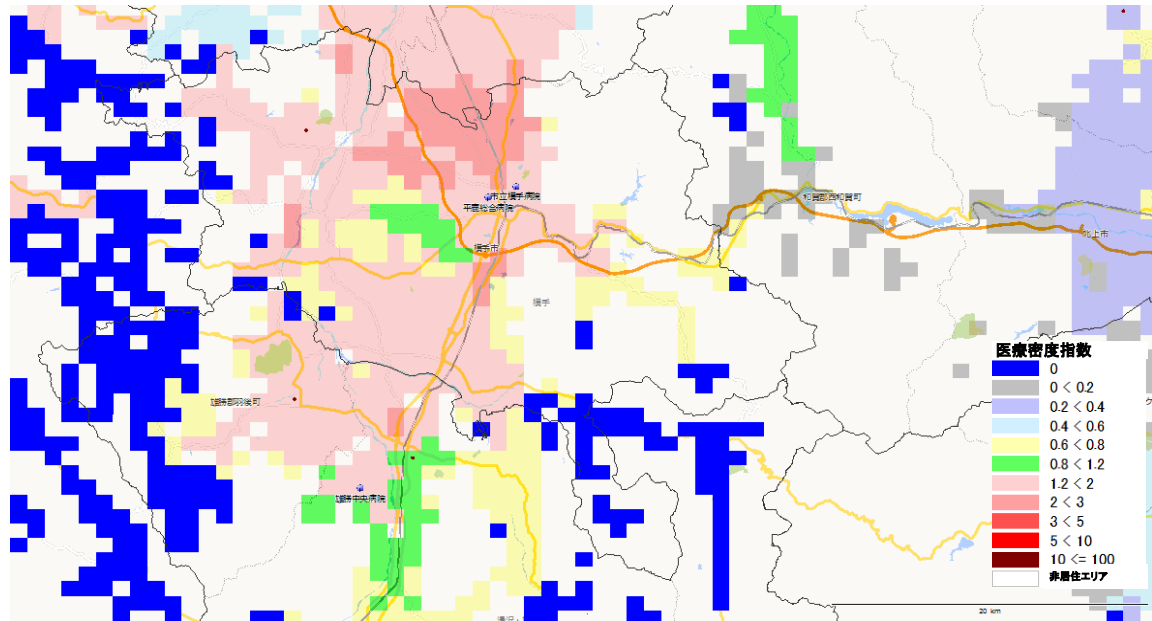 市立横手病院
平鹿総合病院
和賀郡西和賀町
北上市
横手市
横手
雄勝郡羽後町
雄勝中央病院
医療密度指数
0
0 < 0.2
0.2 < 0.4
0.4 < 0.6
0.6 < 0.8
0.8 < 1.2
1.2 < 2
2 < 3
3 < 5
5 < 10
10 <= 100
非居住エリア
20 km